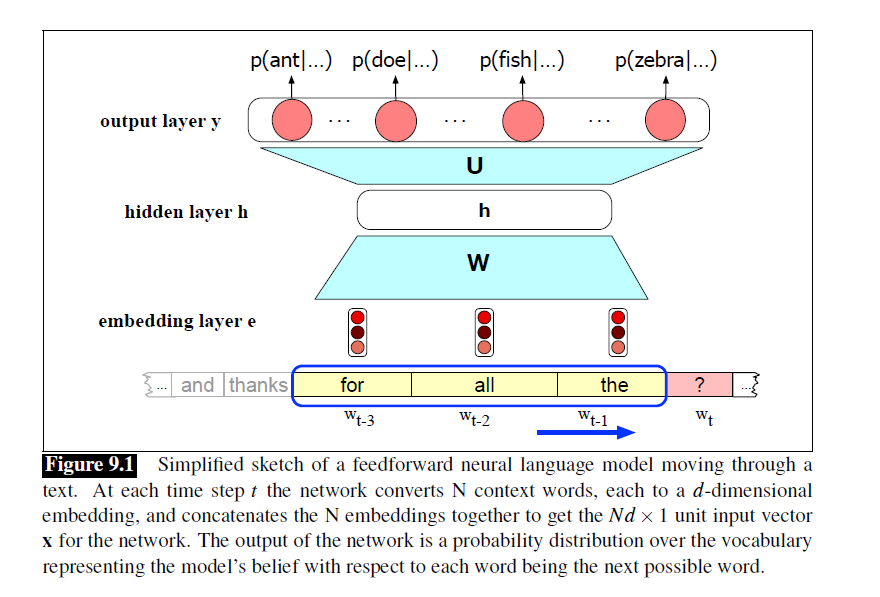 p(ant|...) p(doe|...) p(fish|...) p(zebra|...)
output layer y ... ... ...
U
hidden layer h h
W
embedding layer e
... and thanks for all the ? ...
wt-3 wt-2 wt-1 wt
Figure 9.1 Simplified sketch of a feedforward neural language model moving through a
text. At each time step t the network converts N context words, each to a d-dimensional
embedding, and concatenates the N embeddings together to get the Nd × 1 unit input vector
x for the network. The output of the network is a probability distribution over the vocabulary
representing the model's belief with respect to each word being the next possible word.